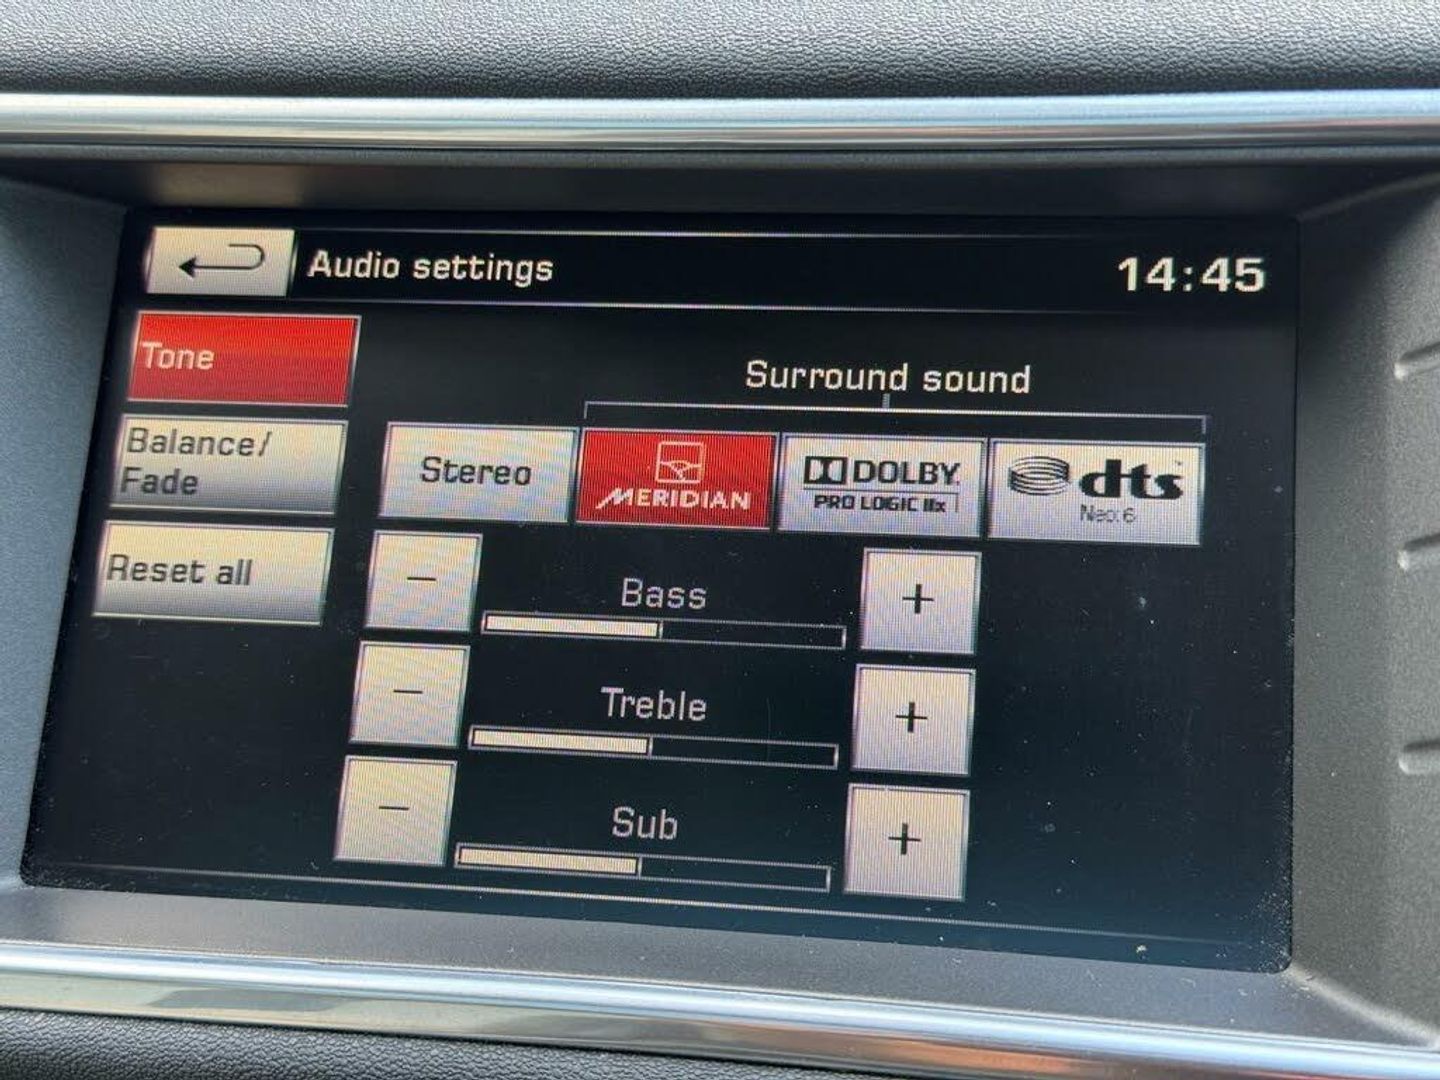 Audio settings
14:45
Tone
Surround sound
Balance/
Fade
Stereo
MERIDIAN
DOLBY
PRO LOGIC IIx
dts
Neo:6
Reset all
−
Bass
+
−
Treble
+
−
Sub
+